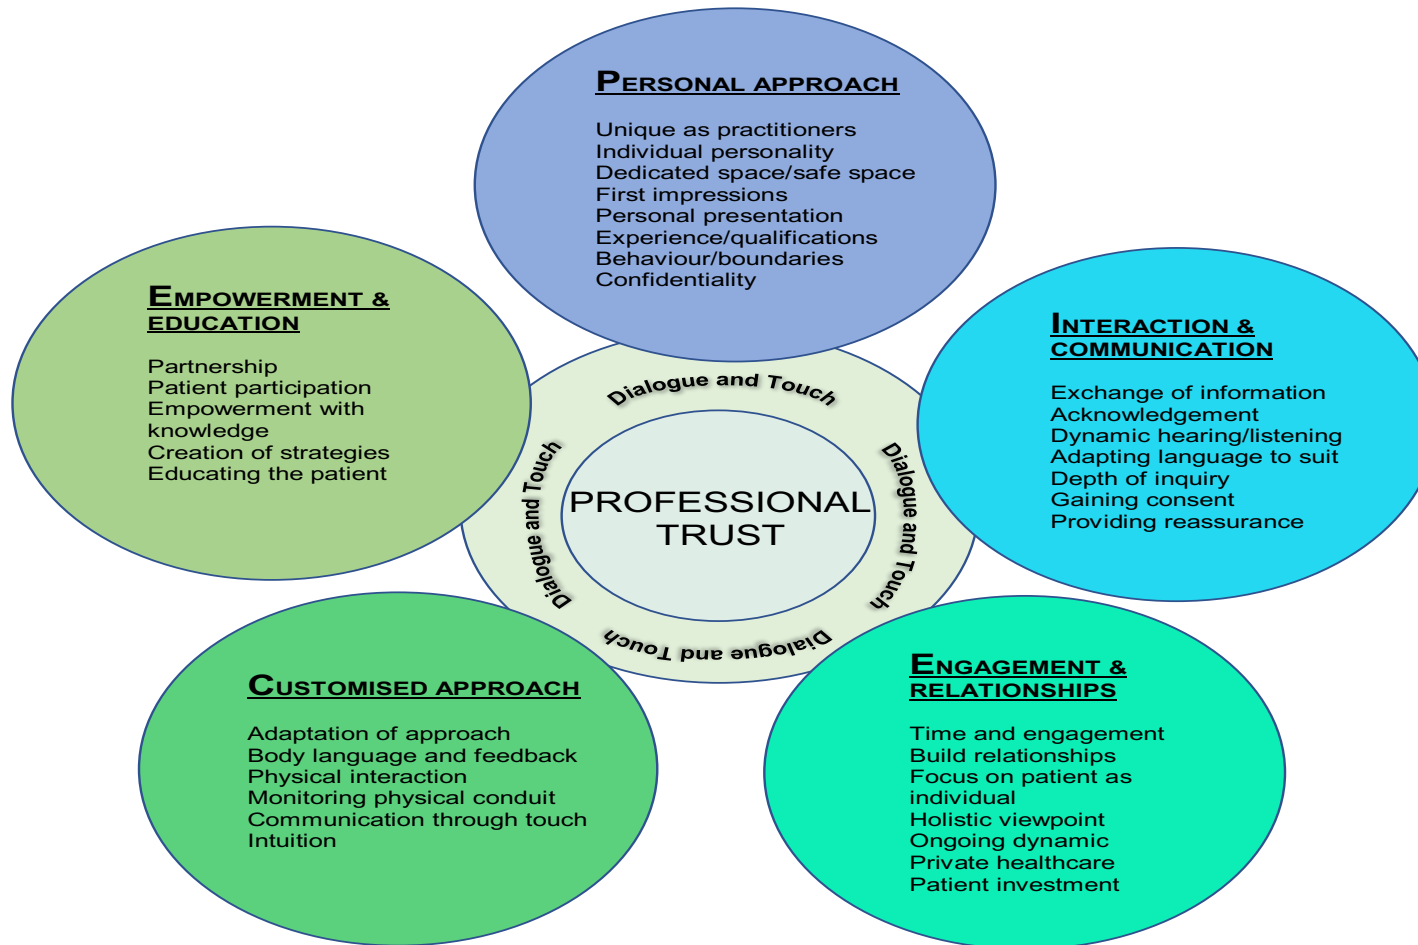 PERSONAL APPROACH
Unique as practitioners
Individual personality
Dedicated space/safe space
First impressions
Personal presentation
Experience/qualifications
Behaviour/boundaries
Confidentiality
EMPOWERMENT &
EDUCATION
Partnership
Patient participation
Empowerment with
knowledge
Creation of strategies
Educating the patient
INTERACTION &
COMMUNICATION
Exchange of information
Acknowledgement
Dynamic hearing/listening
Adapting language to suit
Depth of inquiry
Gaining consent
Providing reassurance
Dialogue and Touch
Dialogue and Touch
Dialogue and Touch
Dialogue and Touch
PROFESSIONAL
TRUST
CUSTOMISED APPROACH
Adaptation of approach
Body language and feedback
Physical interaction
Monitoring physical conduit
Communication through touch
Intuition
ENGAGEMENT &
RELATIONSHIPS
Time and engagement
Build relationships
Focus on patient as
individual
Holistic viewpoint
Ongoing dynamic
Private healthcare
Patient investment